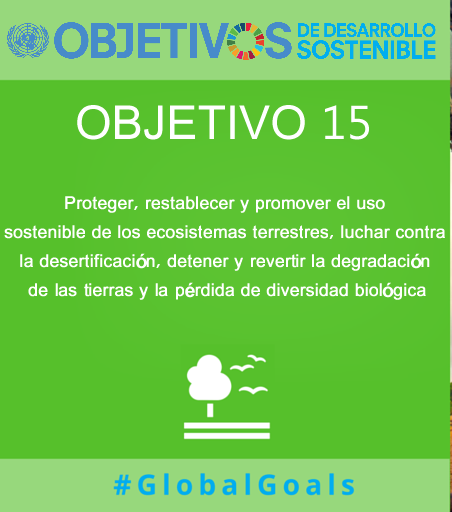 OBJETIVOS DE DESARROLLO
SOSTENIBLE
OBJETIVO 15
Proteger, restablecer y promover el uso
sostenible de los ecosistemas terrestres, luchar contra
la desertificación, detener y revertir la degradación
de las tierras y la pérdida de diversidad biológica
#GlobalGoals